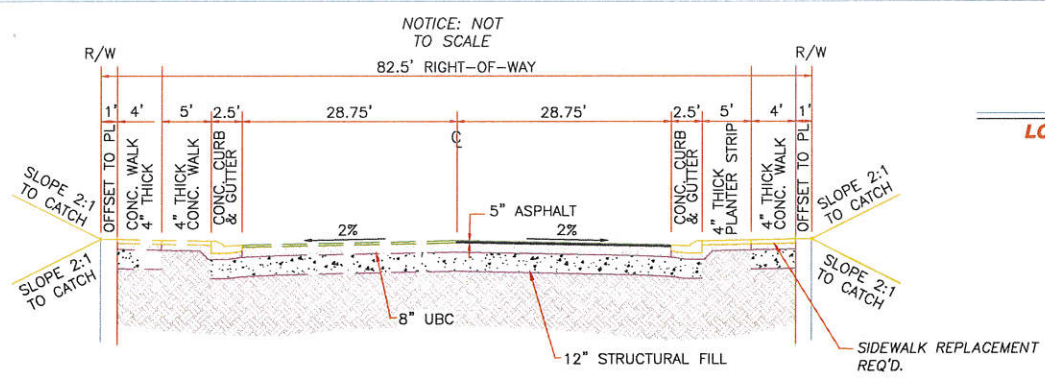 NOTICE: NOT
TO SCALE
R/W
R/W
82.5' RIGHT-OF-WAY
1'
4'
5'
2.5'
28.75'
28.75'
2.5'
5'
4'
1'
OFFSET TO PL
CONC. WALK
4" THICK
4" THICK
CONC. WALK
CONC. CURB
& GUTTER
℄
CONC. CURB
& GUTTER
4" THICK
PLANTER STRIP
4" THICK
CONC. WALK
OFFSET TO PL
LO
SLOPE 2:1
TO CATCH
SLOPE 2:1
TO CATCH
5" ASPHALT
2%
2%
SLOPE 2:1
TO CATCH
SLOPE 2:1
TO CATCH
8" UBC
12" STRUCTURAL FILL
SIDEWALK REPLACEMENT
REQ'D.